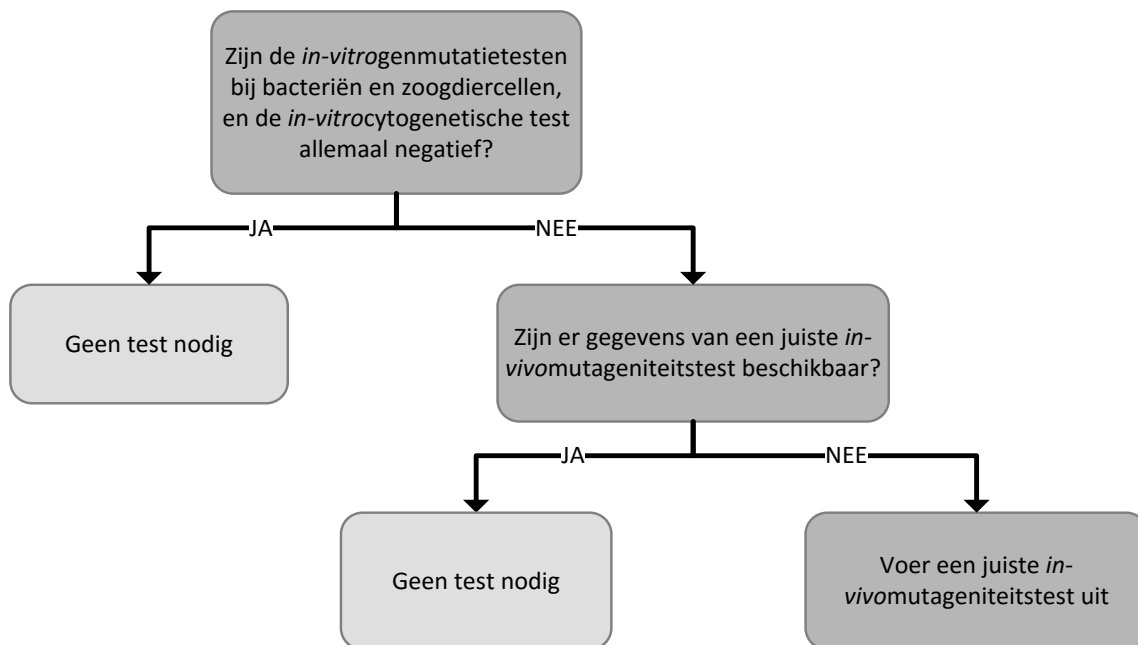 Zijn de in-vitrogenmutatietesten
bij bacteriën en zoogdiercellen,
en de in-vitrocytogenetische test
allemaal negatief?
JA
NEE
Geen test nodig
Zijn er gegevens van een juiste in-
vivomutageniteitstest beschikbaar?
JA
NEE
Geen test nodig
Voer een juiste in-
vivomutageniteitstest uit